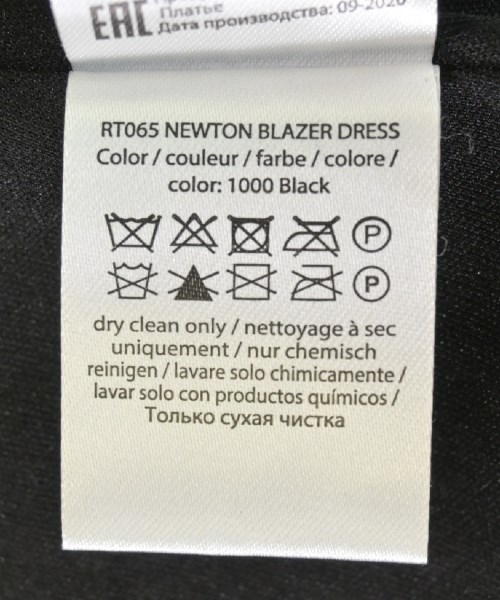 EAC Платье
Дата производства: 09-2020
RT065 NEWTON BLAZER DRESS
Color / couleur / farbe / colore /
color: 1000 Black
P
P
dry clean only / nettoyage à sec
uniquement / nur chemisch
reinigen / lavare solo chimicamente /
lavar solo con productos químicos /
Только сухая чистка